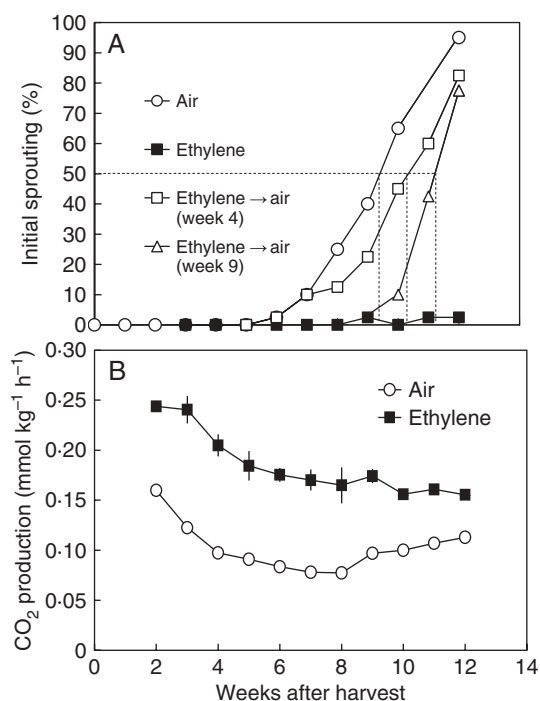 A
100
90
80
70
60
50
40
30
20
10
0
Initial sprouting (%)
Air
Ethylene
Ethylene → air
(week 4)
Ethylene → air
(week 9)
B
0·30
0·25
0·20
0·15
0·10
0·05
0
CO₂ production (mmol kg⁻¹ h⁻¹)
Air
Ethylene
0 2 4 6 8 10 12 14
Weeks after harvest